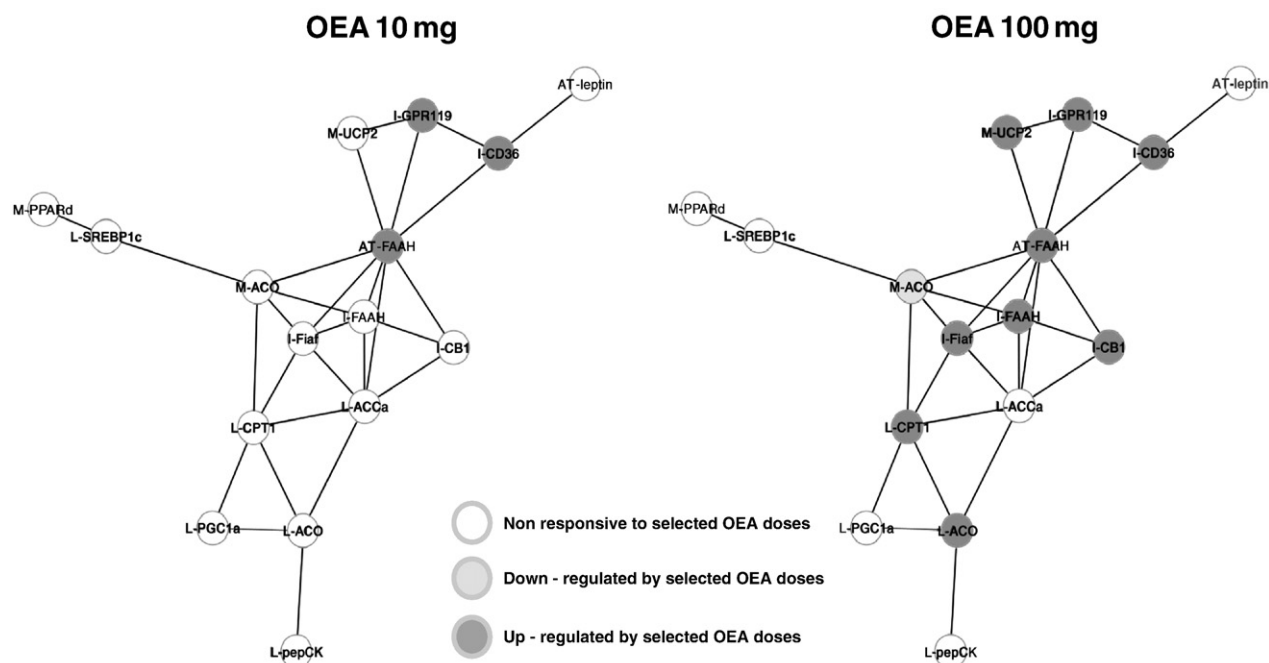 OEA 10 mg
AT-leptin
I-GPR119
M-UCP2
I-CD36
M-PPARd
L-SREBP1c
AT-FAAH
M-ACO
I-FAAH
I-Fiaf
I-CB1
L-ACCa
L-CPT1
L-PGC1a
L-ACO
L-pepCK
OEA 100 mg
AT-leptin
I-GPR119
M-UCP2
I-CD36
M-PPARd
L-SREBP1c
AT-FAAH
M-ACO
I-FAAH
I-Fiaf
I-CB1
L-ACCa
L-CPT1
L-PGC1a
L-ACO
L-pepCK
Non responsive to selected OEA doses
Down - regulated by selected OEA doses
Up - regulated by selected OEA doses